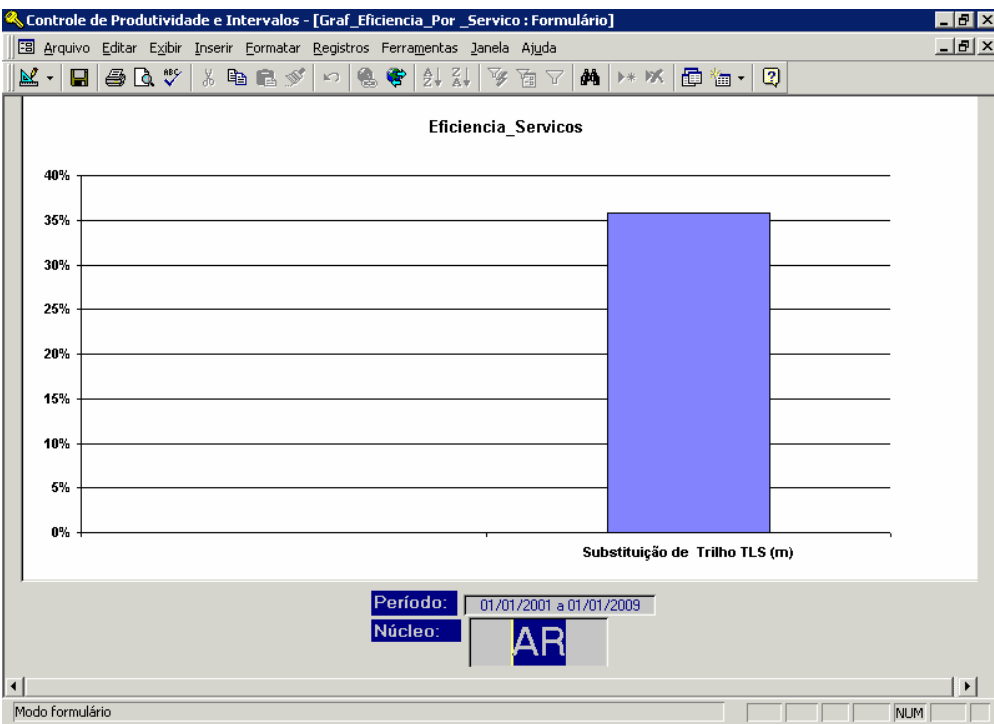 Controle de Produtividade e Intervalos - [Graf_Eficiencia_Por _Servico : Formulário]
Arquivo Editar Exibir Inserir Formatar Registros Ferramentas Janela Ajuda
Eficiencia_Servicos
40%
35%
30%
25%
20%
15%
10%
5%
0%
Substituição de Trilho TLS (m)
Período: 01/01/2001 a 01/01/2009
Núcleo: AR
Modo formulário NUM